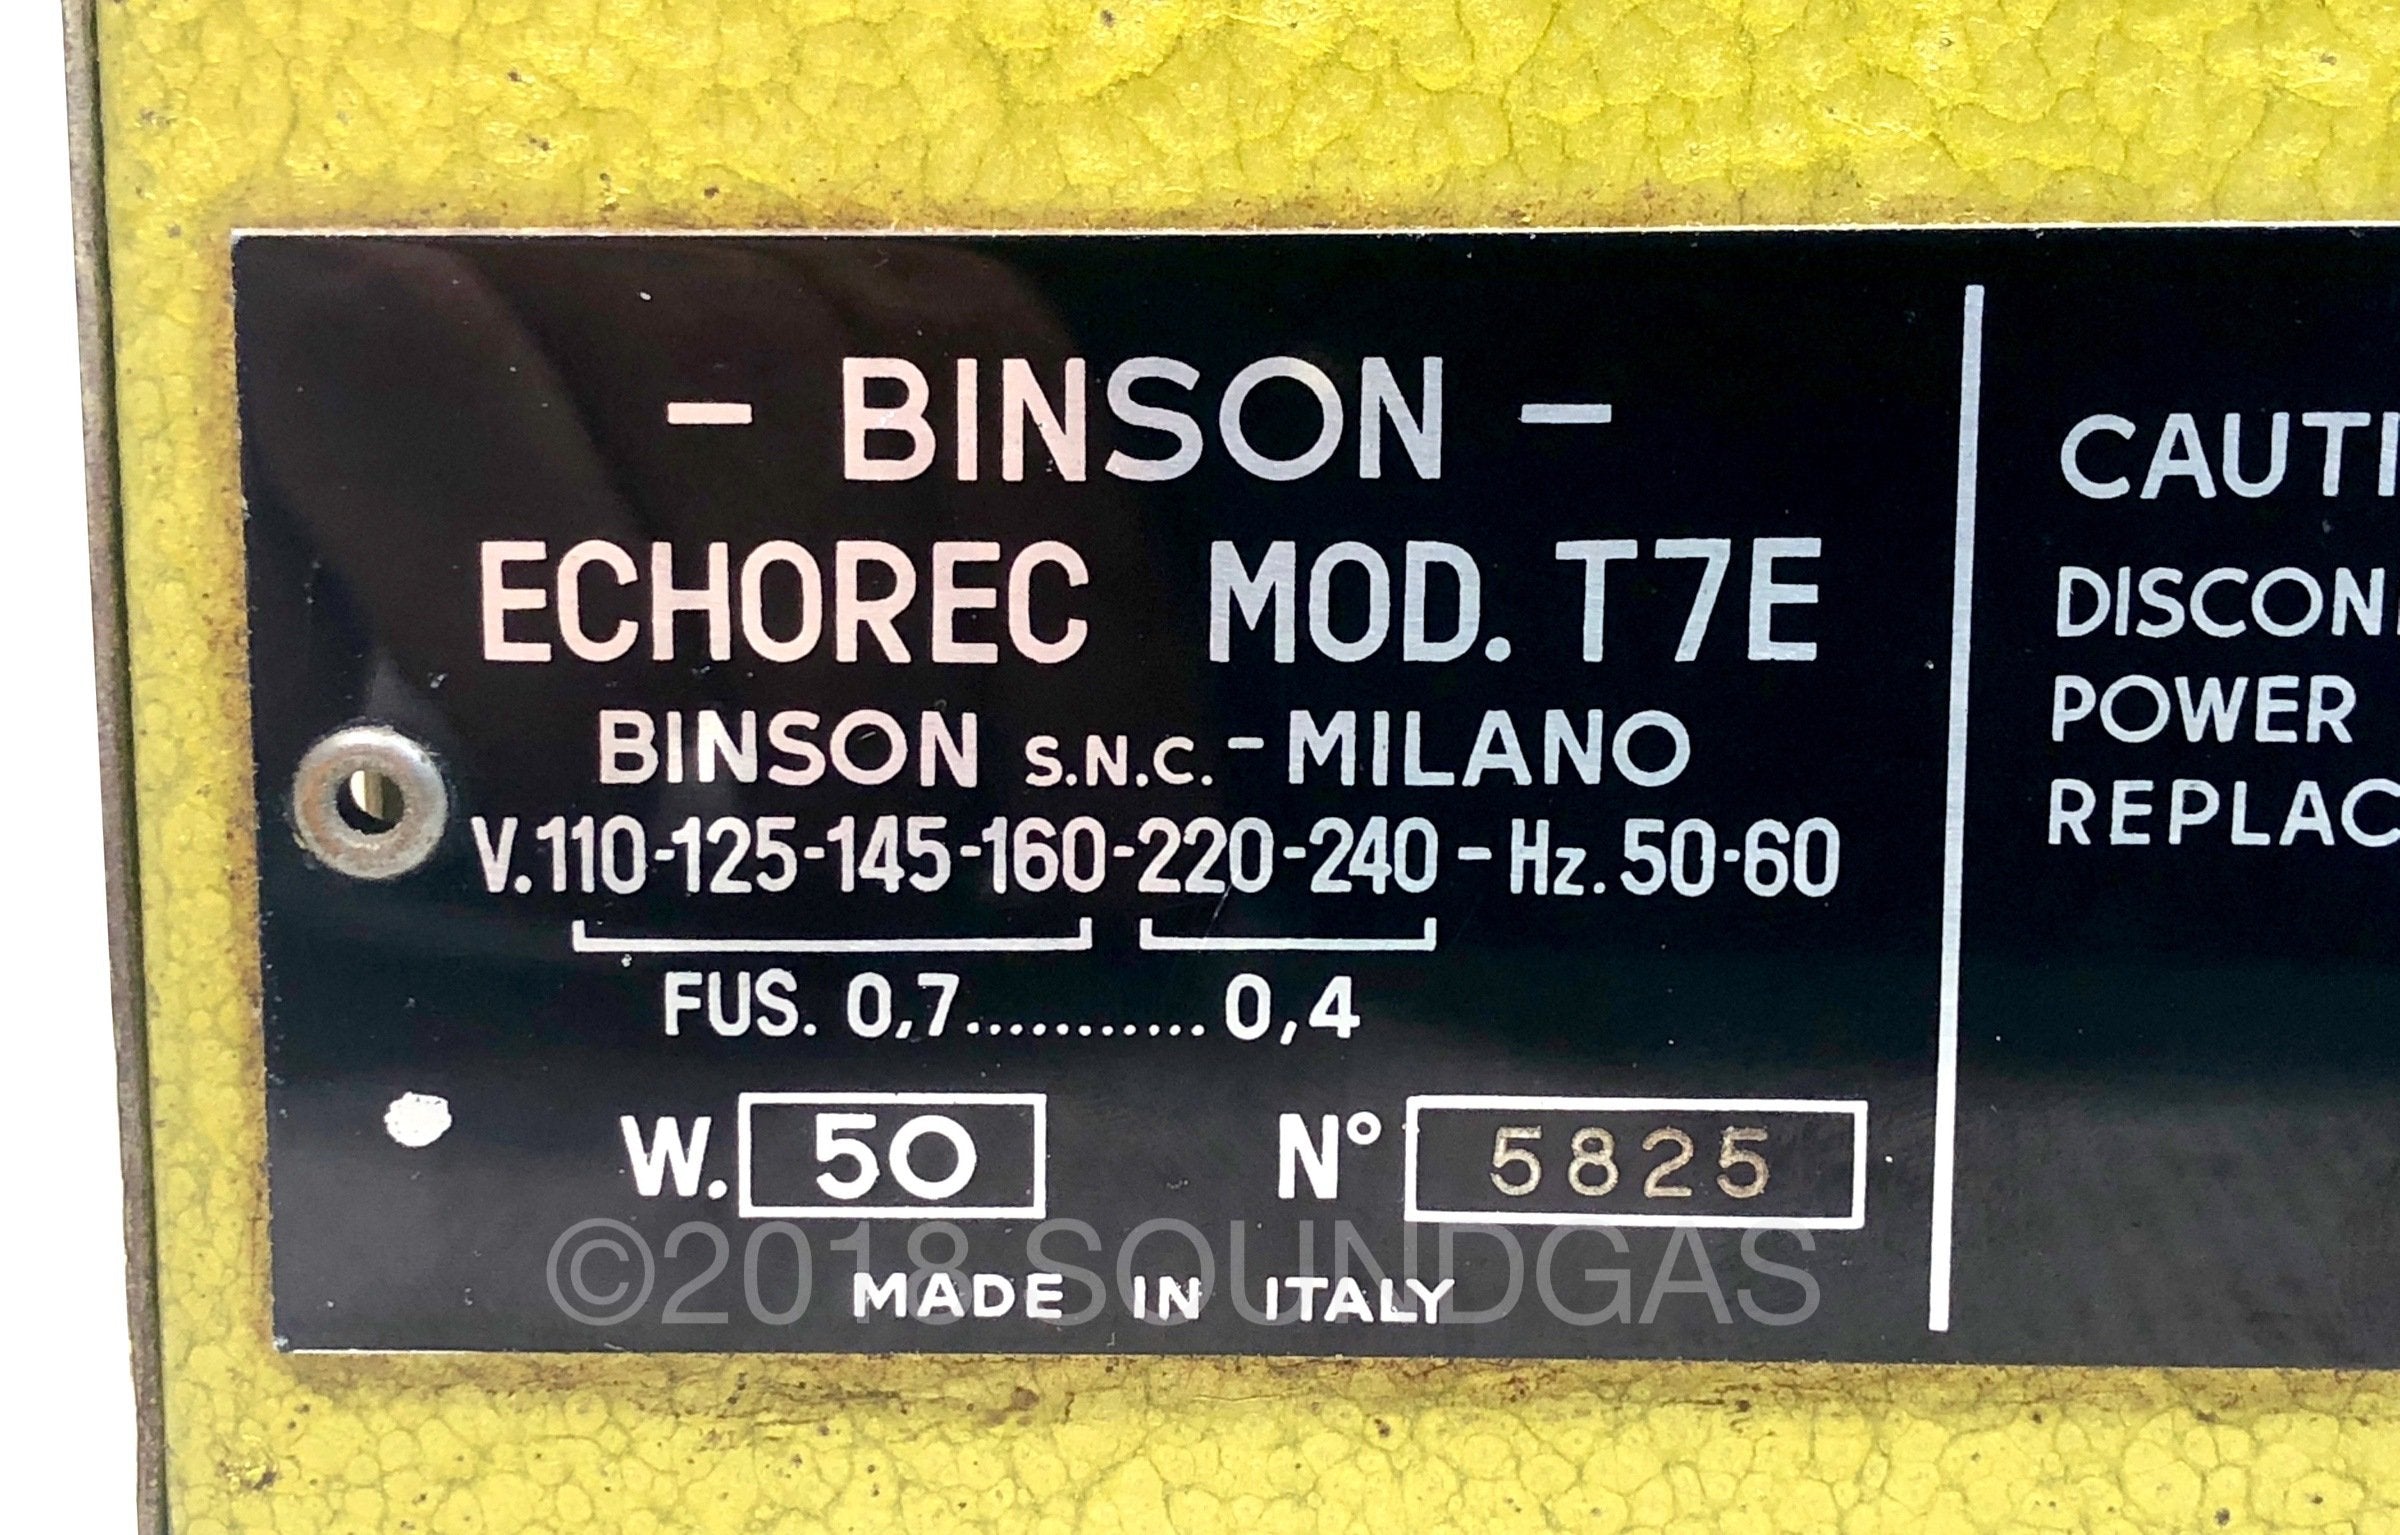 - BINSON -
ECHOREC MOD. T7E
BINSON S.N.C. - MILANO
V. 110-125-145-160-220-240 - Hz. 50-60
FUS. 0,7........... 0,4
W. 50 N° 5825
MADE IN ITALY
©2018 SOUNDGAS
CAUTI
DISCON
POWER
REPLAC